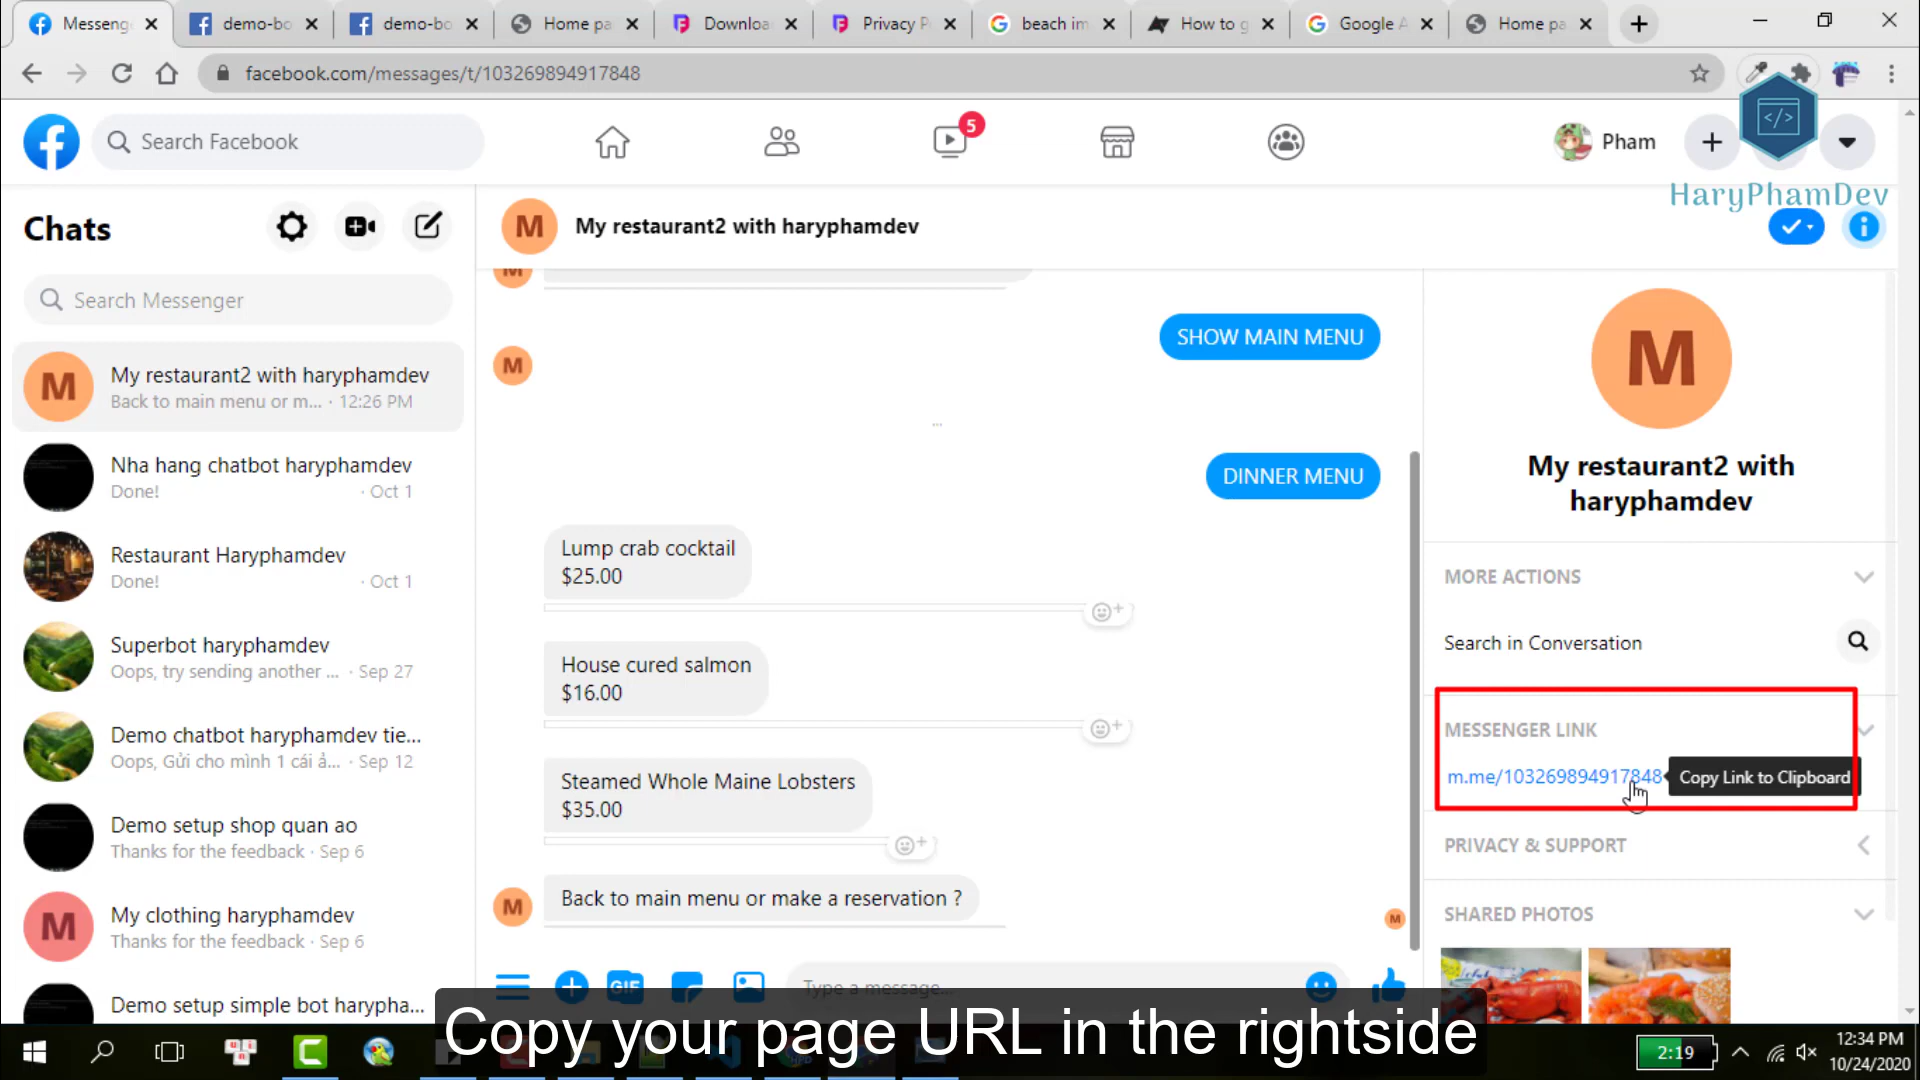 Messeng
demo-bo
demo-bo
Home pa
Downloa
Privacy P
beach im
How to g
Google A
Home pa
facebook.com/messages/t/103269894917848
Search Facebook
5
Pham
</>
HaryPhamDev
Chats
Search Messenger
M
My restaurant2 with haryphamdev
Back to main menu or m... · 12:26 PM
Nha hang chatbot haryphamdev
Done! · Oct 1
Restaurant Haryphamdev
Done! · Oct 1
Superbot haryphamdev
Oops, try sending another ... · Sep 27
Demo chatbot haryphamdev tie...
Oops, Gửi cho mình 1 cái ả... · Sep 12
Demo setup shop quan ao
Thanks for the feedback · Sep 6
M
My clothing haryphamdev
Thanks for the feedback · Sep 6
Demo setup simple bot harypha...
M
My restaurant2 with haryphamdev
M
SHOW MAIN MENU
M
...
DINNER MENU
Lump crab cocktail
$25.00
House cured salmon
$16.00
Steamed Whole Maine Lobsters
$35.00
M
Back to main menu or make a reservation ?
M
GIF
Type a message...
M
My restaurant2 with
haryphamdev
MORE ACTIONS
Search in Conversation
MESSENGER LINK
m.me/103269894917848
Copy Link to Clipboard
PRIVACY & SUPPORT
SHARED PHOTOS
Copy your page URL in the rightside
2:19
12:34 PM
10/24/2020